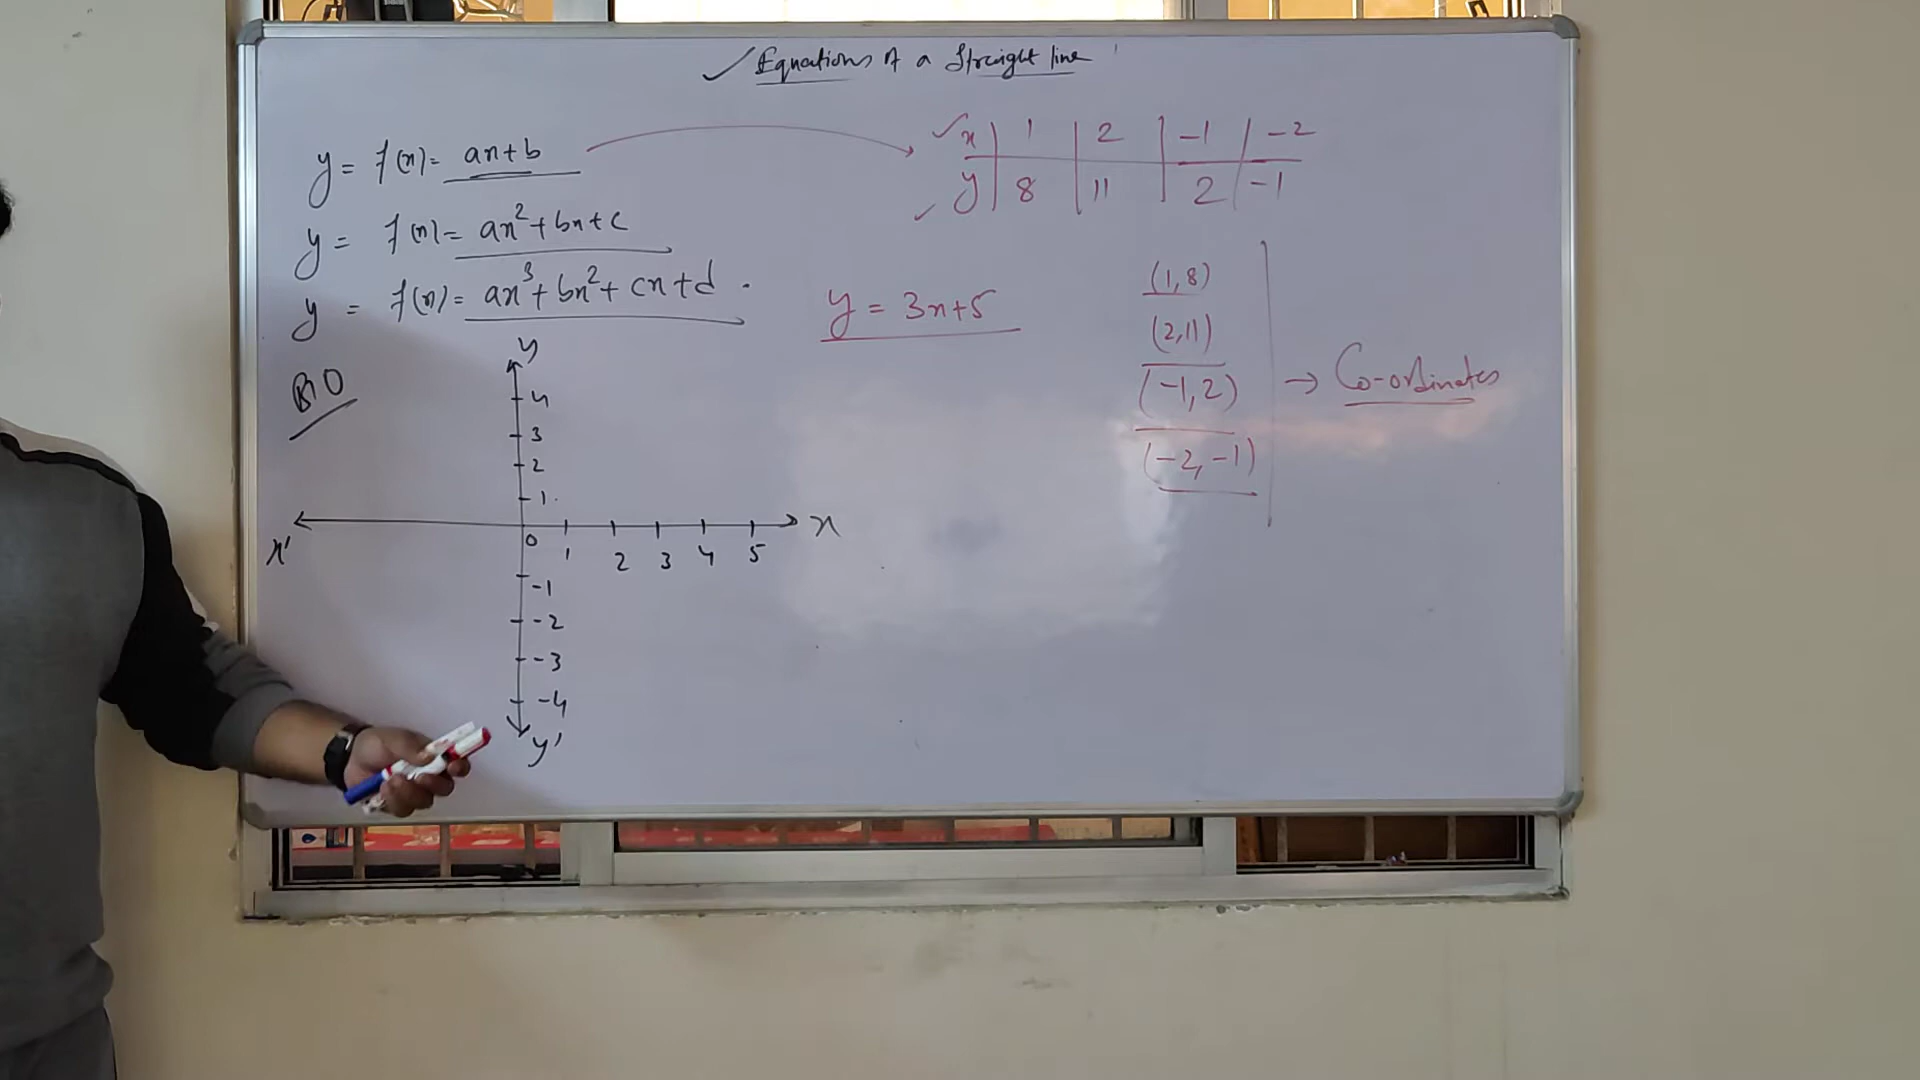 Equations of a Straight line
y = f(x) = ax+b
y = f(x) = ax²+bx+c
y = f(x) = ax³+bx²+cx+d.
x | 1 | 2 | -1 | -2
y | 8 | 11 | 2 | -1
y = 3x+5
(1,8)
(2,11)
(-1,2)
(-2,-1)
→ Co-ordinates
y
4
3
2
1
x' 0 1 2 3 4 5 x
-1
-2
-3
-4
y'